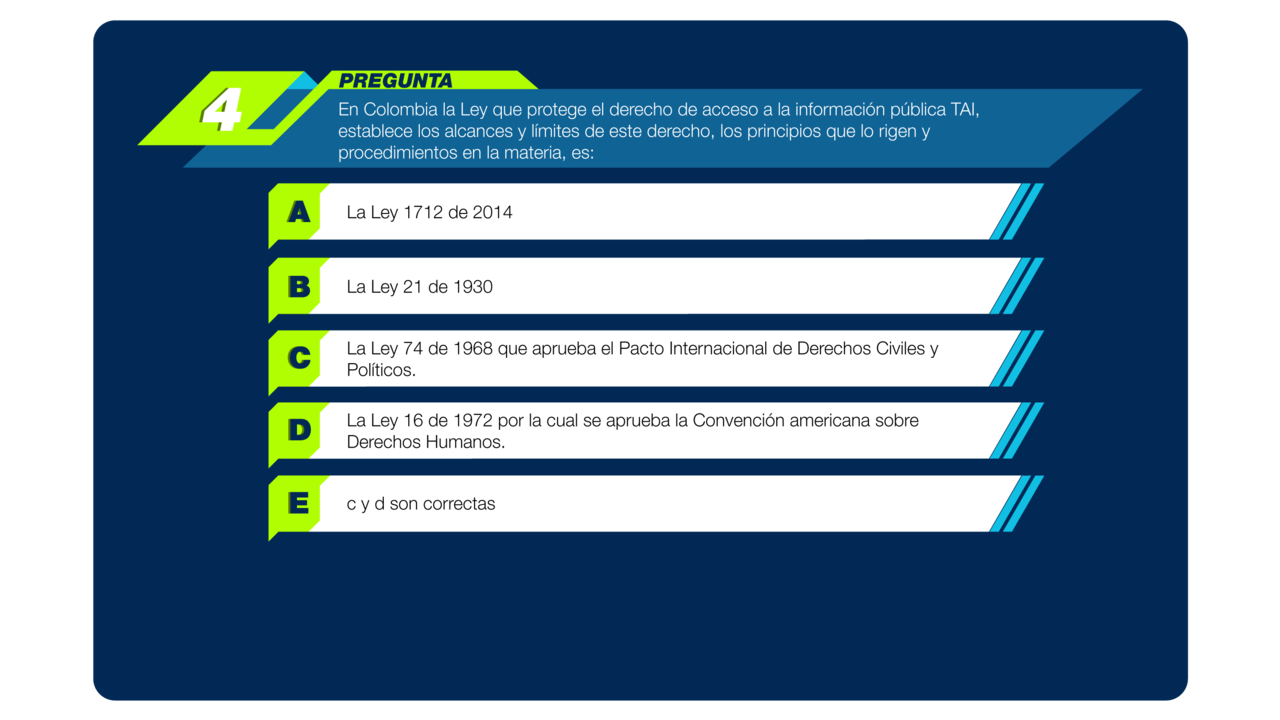 4
PREGUNTA
En Colombia la Ley que protege el derecho de acceso a la información pública TAI,
establece los alcances y límites de este derecho, los principios que lo rigen y
procedimientos en la materia, es:
A
La Ley 1712 de 2014
B
La Ley 21 de 1930
C
La Ley 74 de 1968 que aprueba el Pacto Internacional de Derechos Civiles y
Políticos.
D
La Ley 16 de 1972 por la cual se aprueba la Convención americana sobre
Derechos Humanos.
E
c y d son correctas